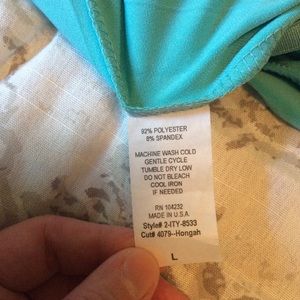 92% POLYESTER
8% SPANDEX
MACHINE WASH COLD
GENTLE CYCLE
TUMBLE DRY LOW
DO NOT BLEACH
COOL IRON
IF NEEDED
RN 104232
MADE IN U.S.A.
Style# 2-ITY-8533
Cut# 4079--Hongah
L